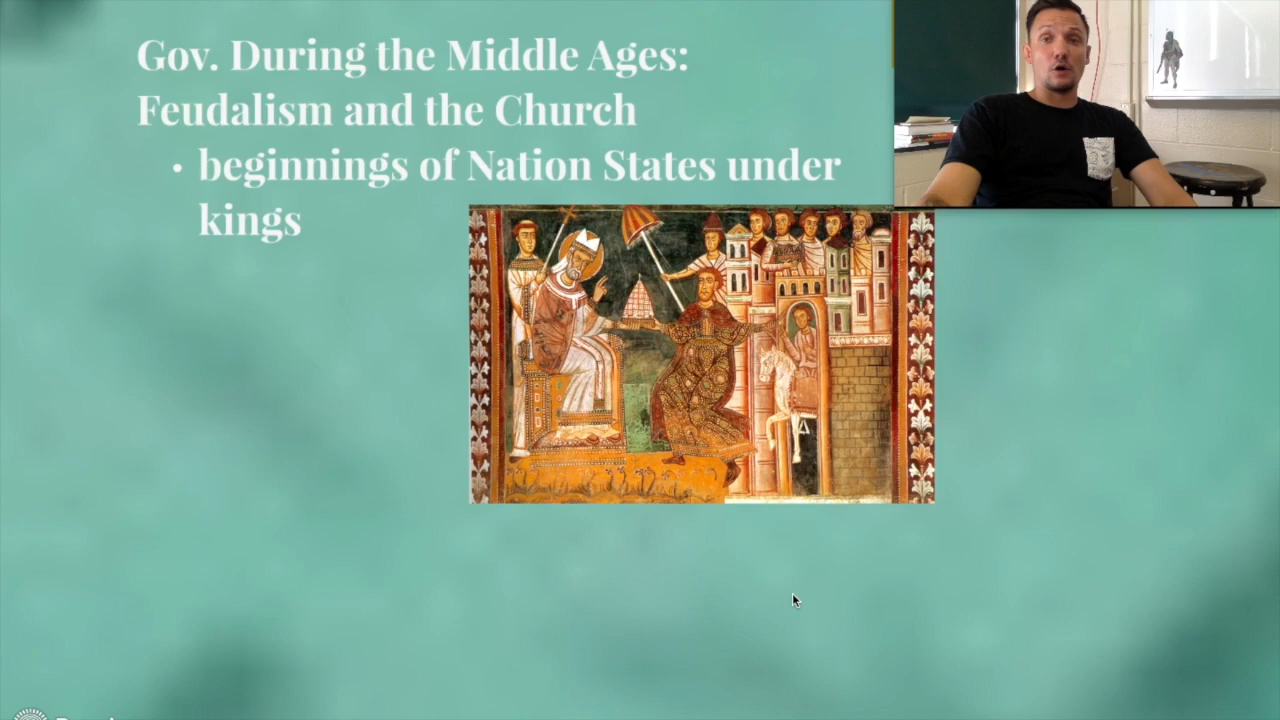 Gov. During the Middle Ages:
Feudalism and the Church
• beginnings of Nation States under
kings